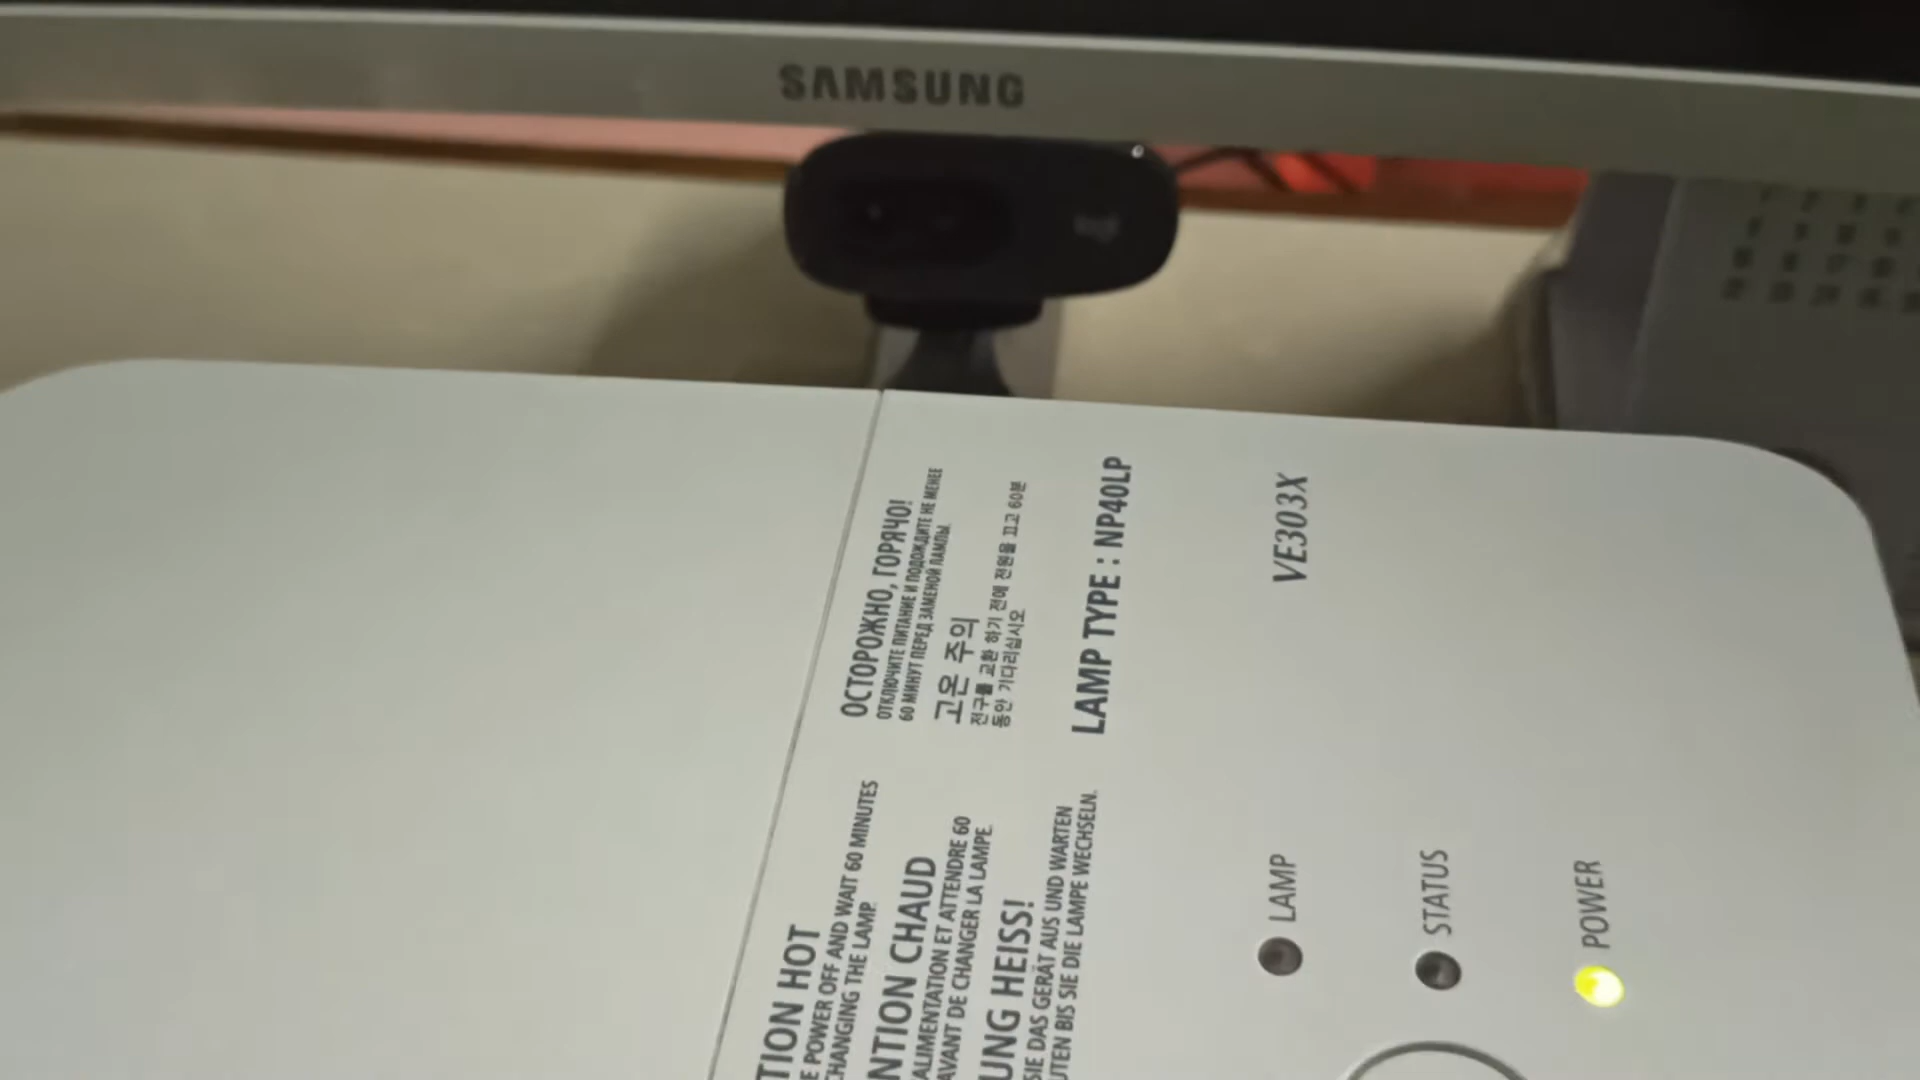 SAMSUNG
logi
ОСТОРОЖНО, ГОРЯЧО!
ОТКЛЮЧИТЕ ПИТАНИЕ И ПОДОЖДИТЕ НЕ МЕНЕЕ
60 МИНУТ ПЕРЕД ЗАМЕНОЙ ЛАМПЫ.
고온 주의
전구를 교환 하기 전에 전원을 끄고 60분
동안 기다리십시오
LAMP TYPE : NP40LP
VE303X
TION HOT
E POWER OFF AND WAIT 60 MINUTES
CHANGING THE LAMP.
NTION CHAUD
ALIMENTATION ET ATTENDRE 60
AVANT DE CHANGER LA LAMPE.
UNG HEISS!
SIE DAS GERÄT AUS UND WARTEN
UTEN BIS SIE DIE LAMPE WECHSELN.
LAMP
STATUS
POWER